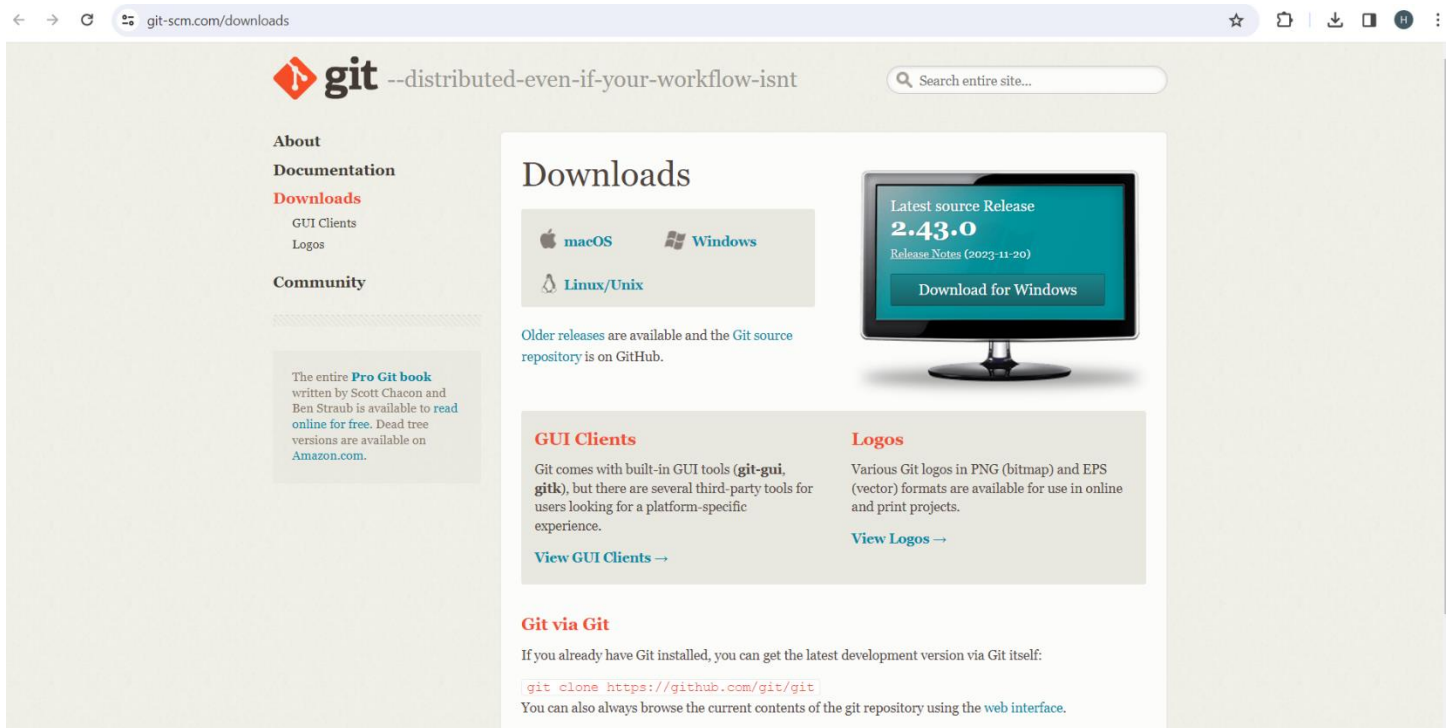 git-scm.com/downloads
H
git --distributed-even-if-your-workflow-isnt
Search entire site...
About
Documentation
Downloads
GUI Clients
Logos
Community
The entire Pro Git book
written by Scott Chacon and
Ben Straub is available to read
online for free. Dead tree
versions are available on
Amazon.com.
Downloads
macOS
Windows
Linux/Unix
Older releases are available and the Git source
repository is on GitHub.
Latest source Release
2.43.0
Release Notes (2023-11-20)
Download for Windows
GUI Clients
Git comes with built-in GUI tools (git-gui,
gitk), but there are several third-party tools for
users looking for a platform-specific
experience.
View GUI Clients →
Logos
Various Git logos in PNG (bitmap) and EPS
(vector) formats are available for use in online
and print projects.
View Logos →
Git via Git
If you already have Git installed, you can get the latest development version via Git itself:
git clone https://github.com/git/git
You can also always browse the current contents of the git repository using the web interface.